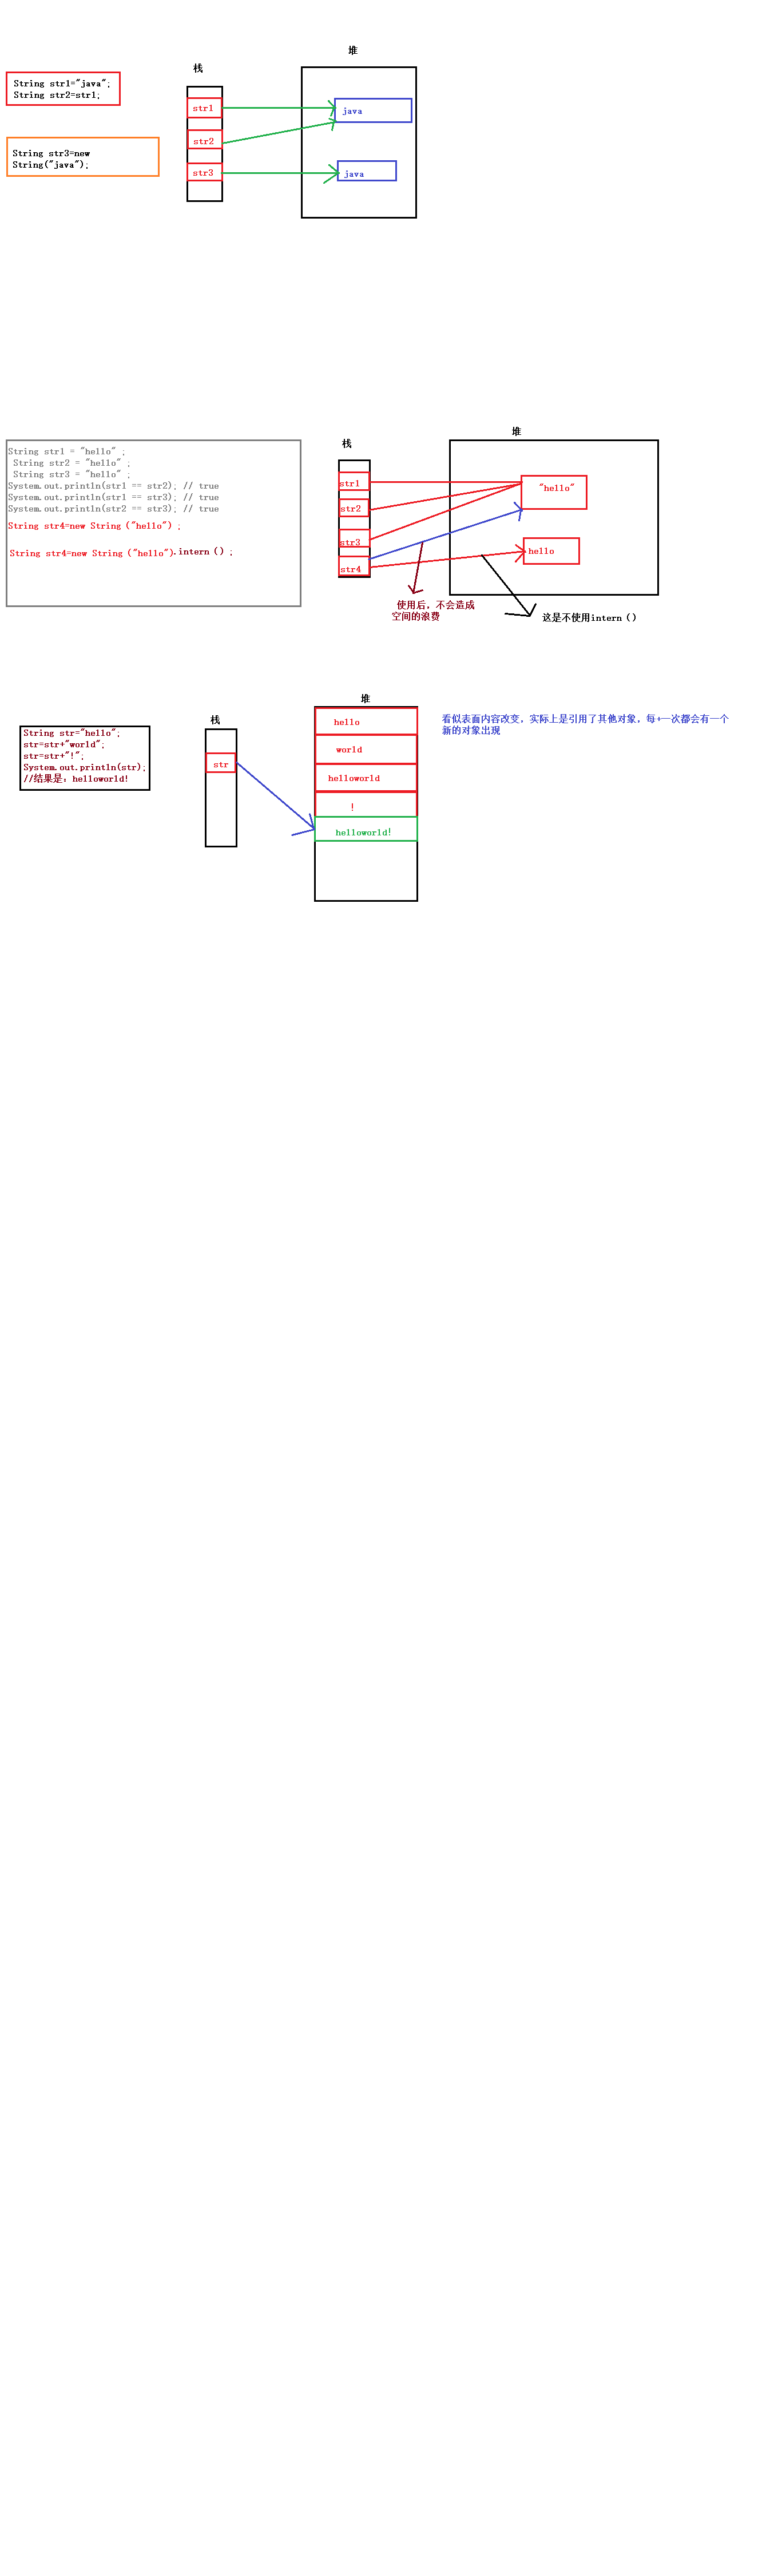 堆
栈
String str1="java";
String str2=str1;
str1
java
str2
String str3=new
String("java");
str3
java
堆
栈
String str1 = "hello" ;
String str2 = "hello" ;
String str3 = "hello" ;
System.out.println(str1 == str2); // true
System.out.println(str1 == str3); // true
System.out.println(str2 == str3); // true
String str4=new String（"hello"）;
String str4=new String（"hello"）.intern（）;
str1
str2
str3
str4
"hello"
hello
使用后，不会造成
空间的浪费
这是不使用intern（）
堆
栈
String str="hello";
str=str+"world";
str=str+"!";
System.out.println(str);
//结果是：helloworld!
str
hello
world
helloworld
!
helloworld!
看似表面内容改变，实际上是引用了其他对象，每+一次都会有一个
新的对象出现